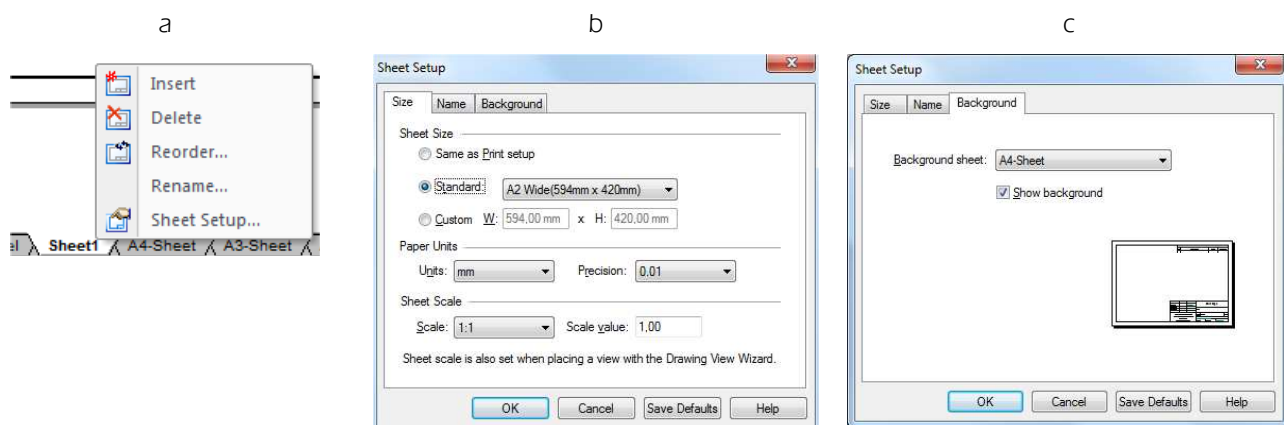 a
b
c
Insert
Delete
Reorder...
Rename...
Sheet Setup...
Sheet1 A4-Sheet A3-Sheet
Sheet Setup
Size Name Background
Sheet Size
Same as Print setup
Standard: A2 Wide(594mm x 420mm)
Custom W: 594,00 mm x H: 420,00 mm
Paper Units
Units: mm Precision: 0.01
Sheet Scale
Scale: 1:1 Scale value: 1,00
Sheet scale is also set when placing a view with the Drawing View Wizard.
OK Cancel Save Defaults Help
Sheet Setup
Size Name Background
Background sheet: A4-Sheet
Show background
OK Cancel Save Defaults Help